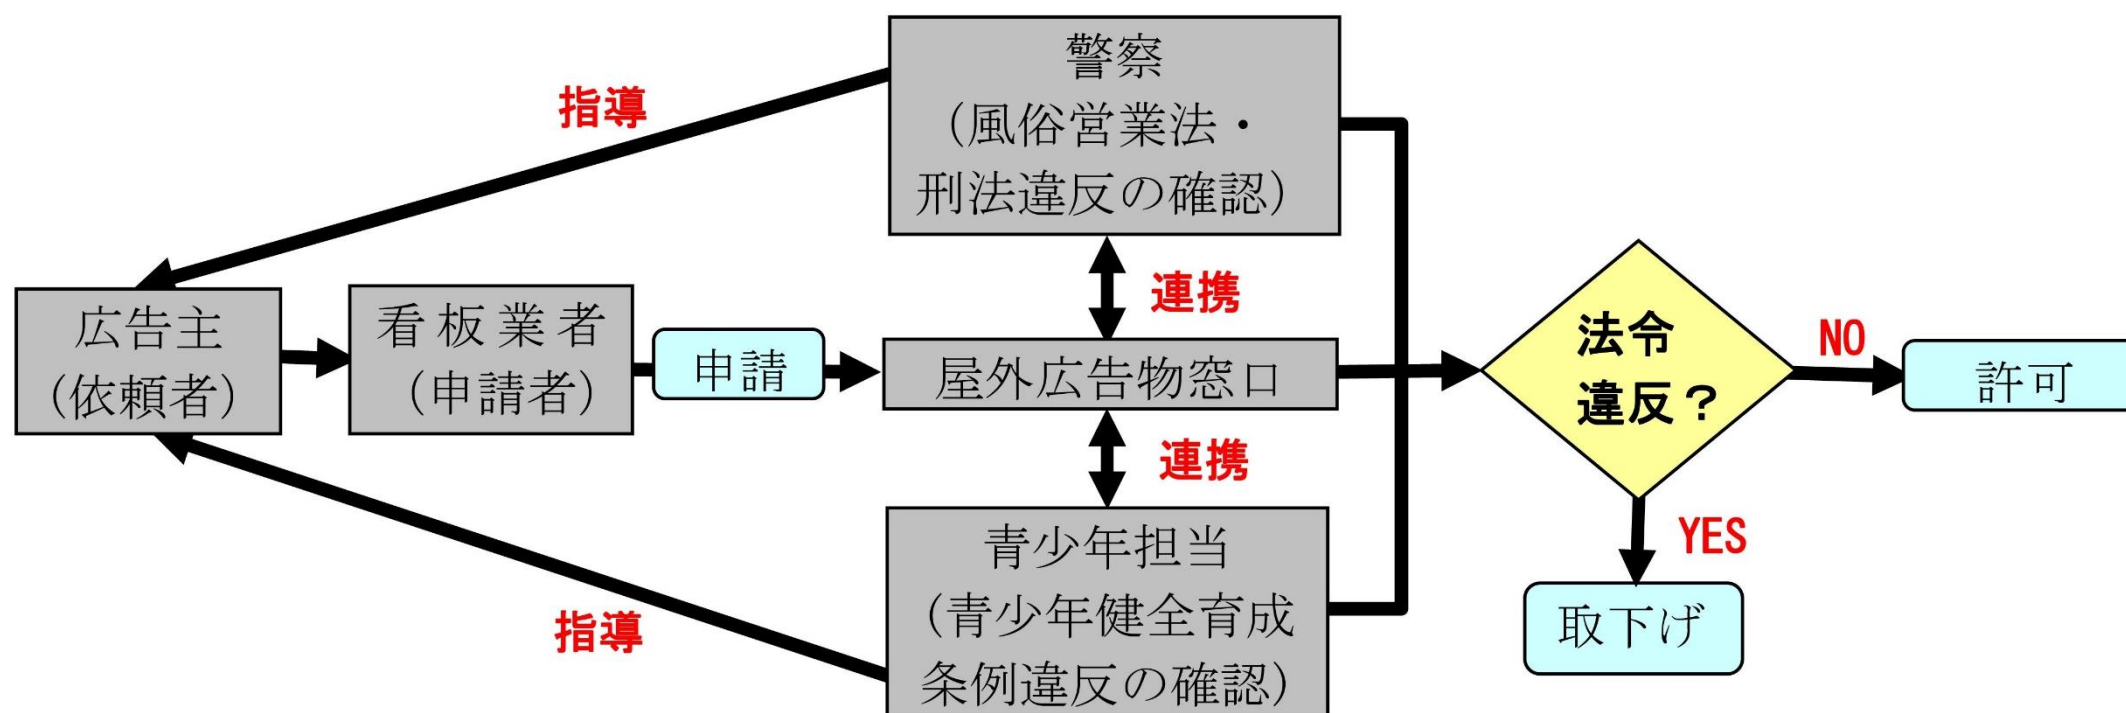 警察
（風俗営業法・
刑法違反の確認）
指導
連携
広告主
（依頼者）
看板業者
（申請者）
申請
屋外広告物窓口
法令
違反？
NO
許可
連携
YES
青少年担当
（青少年健全育成
条例違反の確認）
指導
取下げ